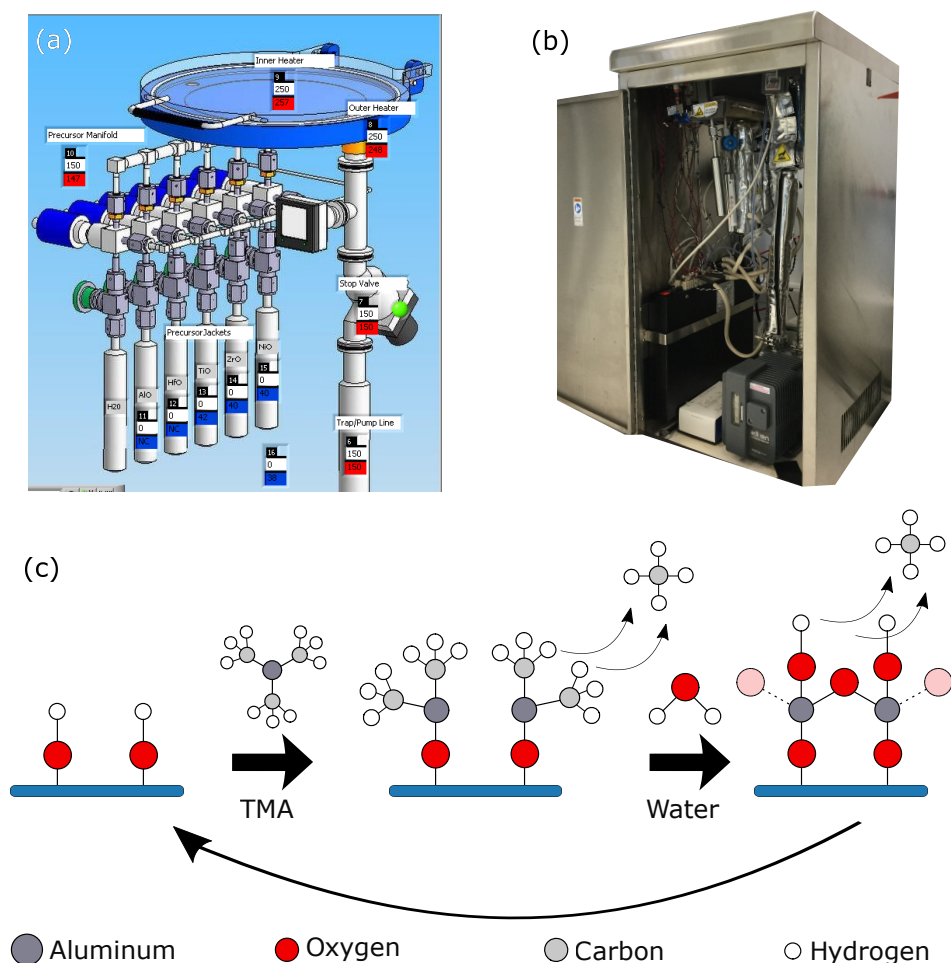 (a)
Inner Heater
9
250
257
Outer Heater
8
250
248
Precursor Manifold
10
150
147
Stop Valve
7
150
150
PrecursorJackets
H20
AlO
11
0
NC
HfO
12
0
NC
TiO
13
0
42
ZrO
14
0
40
NiO
15
0
40
16
0
38
Trap/Pump Line
6
150
150
(b)
(c)
TMA
Water
Aluminum
Oxygen
Carbon
Hydrogen